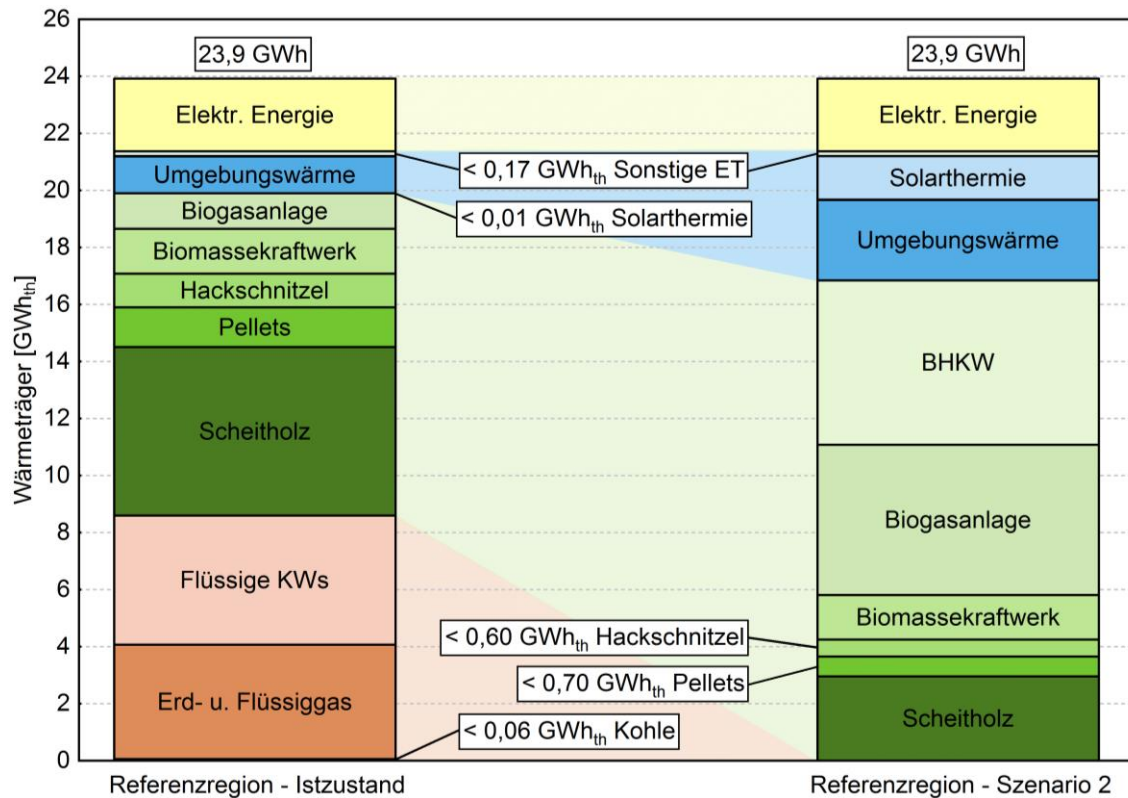 26
24
22
20
18
16
14
12
10
8
6
4
2
0
Wärmeträger [GWhth]
23,9 GWh
Elektr. Energie
Umgebungswärme
Biogasanlage
Biomassekraftwerk
Hackschnitzel
Pellets
Scheitholz
Flüssige KWs
Erd- u. Flüssiggas
< 0,17 GWhth Sonstige ET
< 0,01 GWhth Solarthermie
< 0,60 GWhth Hackschnitzel
< 0,70 GWhth Pellets
< 0,06 GWhth Kohle
23,9 GWh
Elektr. Energie
Solarthermie
Umgebungswärme
BHKW
Biogasanlage
Biomassekraftwerk
Scheitholz
Referenzregion - Istzustand
Referenzregion - Szenario 2